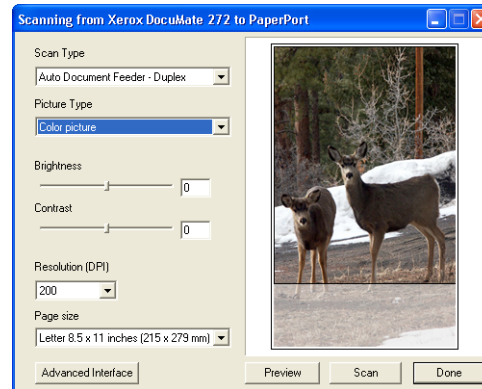 Scanning from Xerox DocuMate 272 to PaperPort
Scan Type
Auto Document Feeder - Duplex
Picture Type
Color picture
Brightness
0
Contrast
0
Resolution (DPI)
200
Page size
Letter 8.5 x 11 inches (215 x 279 mm)
Advanced Interface
Preview
Scan
Done